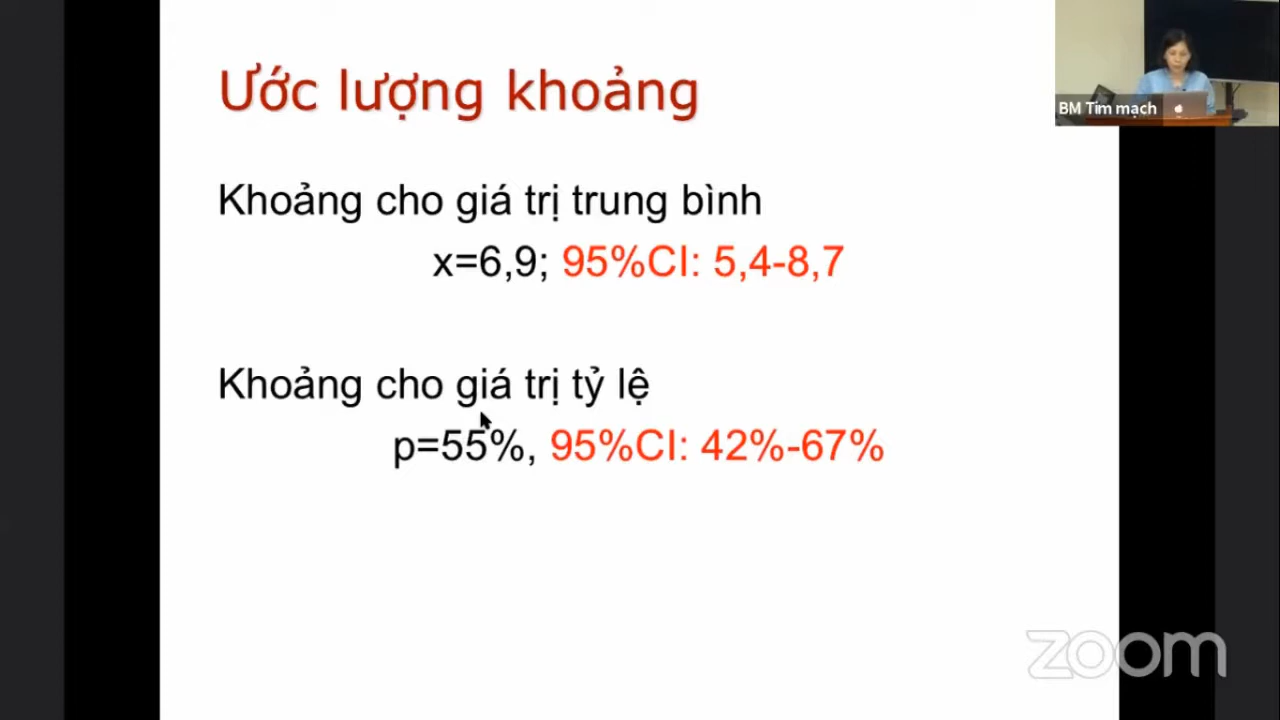 Ước lượng khoảng
BM Tim mạch
Khoảng cho giá trị trung bình
x=6,9; 95%CI: 5,4-8,7
Khoảng cho giá trị tỷ lệ
p=55%, 95%CI: 42%-67%
zoom